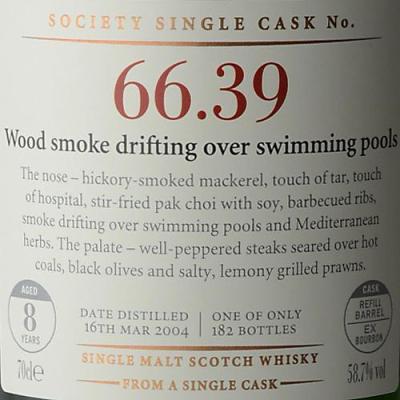 SOCIETY SINGLE CASK No.
66.39
Wood smoke drifting over swimming pools
The nose – hickory-smoked mackerel, touch of tar, touch
of hospital, stir-fried pak choi with soy, barbecued ribs,
smoke drifting over swimming pools and Mediterranean
herbs. The palate – well-peppered steaks seared over hot
coals, black olives and salty, lemony grilled prawns.
AGED
8
YEARS
DATE DISTILLED
16TH MAR 2004
ONE OF ONLY
182 BOTTLES
CASK
REFILL
BARREL
EX
BOURBON
70cle
SINGLE MALT SCOTCH WHISKY
58.7% vol
FROM A SINGLE CASK